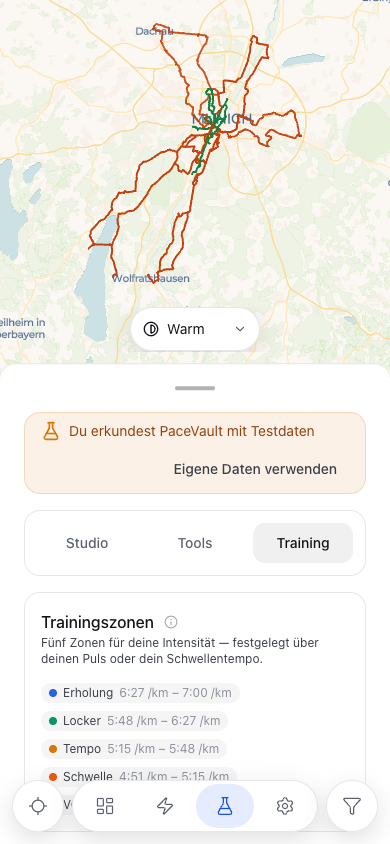 Dachau
MUNICH
Wolfratshausen
eilheim in
erbayern
Warm
Du erkundest PaceVault mit Testdaten
Eigene Daten verwenden
Studio
Tools
Training
Trainingszonen
Fünf Zonen für deine Intensität — festgelegt über
deinen Puls oder dein Schwellentempo.
Erholung 6:27 /km – 7:00 /km
Locker 5:48 /km – 6:27 /km
Tempo 5:15 /km – 5:48 /km
Schwelle 4:51 /km – 5:15 /km